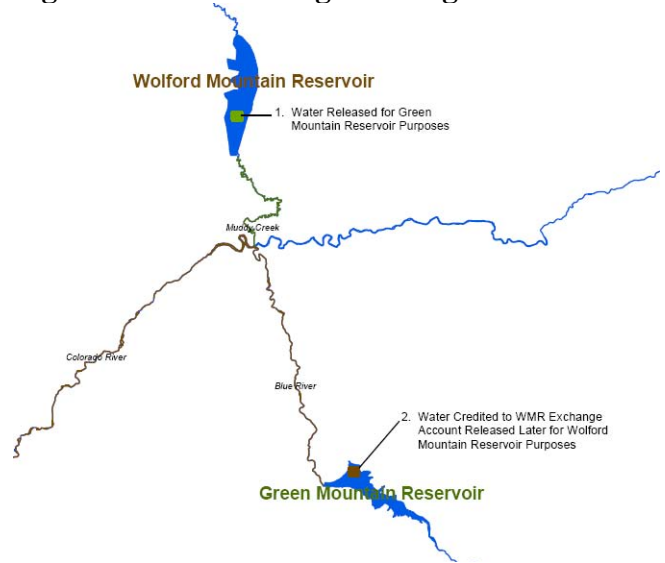 Wolford Mountain Reservoir
1. Water Released for Green
Mountain Reservoir Purposes
Muddy Creek
Colorado River
Blue River
2. Water Credited to WMR Exchange
Account Released Later for Wolford
Mountain Reservoir Purposes
Green Mountain Reservoir